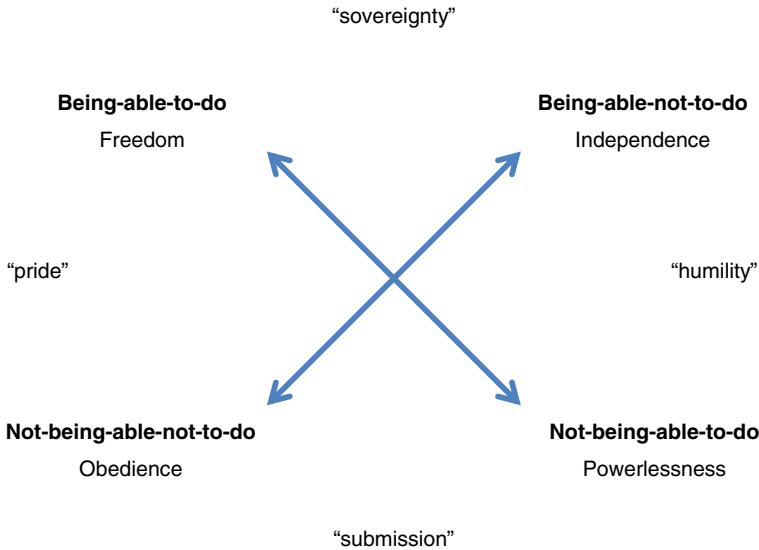 “sovereignty”
Being-able-to-do
Being-able-not-to-do
Freedom
Independence
“pride”
“humility”
Not-being-able-not-to-do
Not-being-able-to-do
Obedience
Powerlessness
“submission”